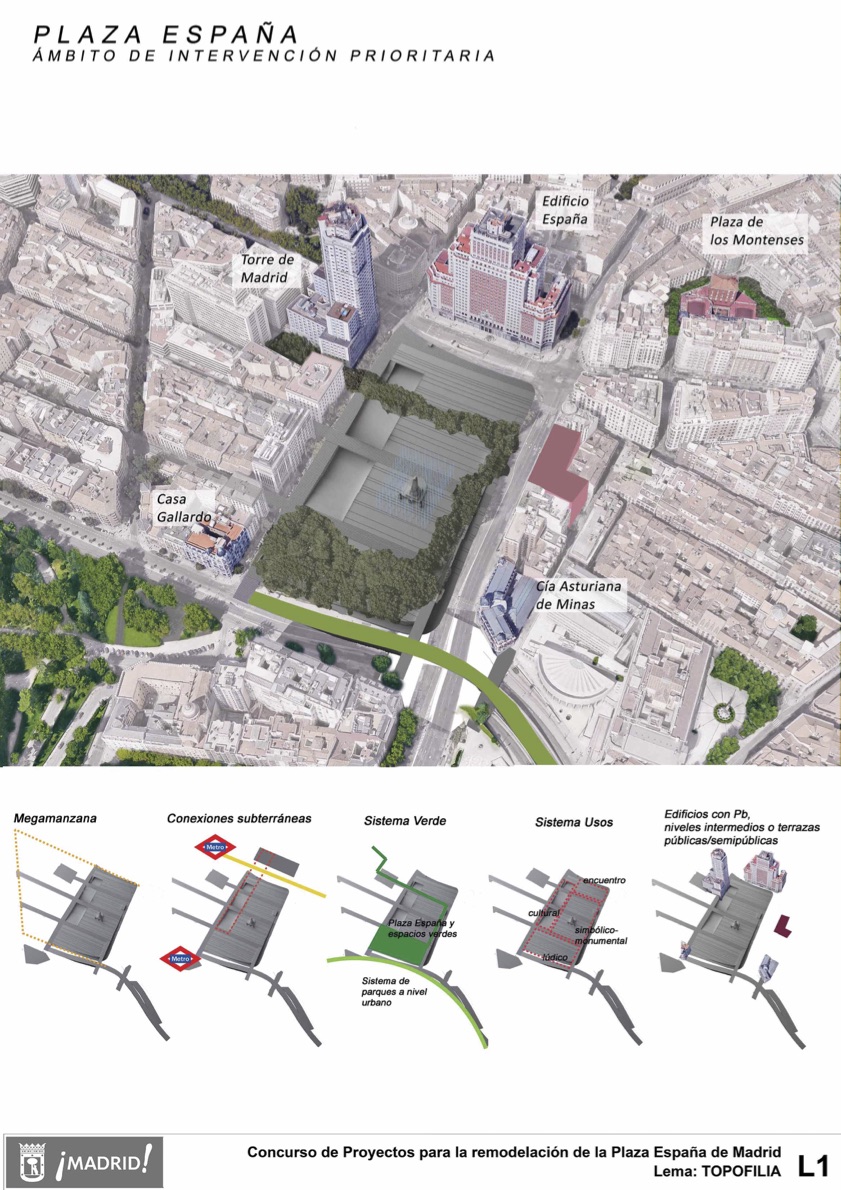 PLAZA ESPAÑA
ÁMBITO DE INTERVENCIÓN PRIORITARIA
Edificio
España
Plaza de
los Montenses
Torre de
Madrid
Casa
Gallardo
Cía Asturiana
de Minas
Megamanzana
Conexiones subterráneas
Sistema Verde
Sistema Usos
Edificios con Pb,
niveles intermedios o terrazas
públicas/semipúblicas
Metro
Metro
Plaza España y
espacios verdes
Sistema de
parques a nivel
urbano
encuentro
cultural
simbólico-
monumental
lúdico
¡MADRID!
Concurso de Proyectos para la remodelación de la Plaza España de Madrid
Lema: TOPOFILIA
L1